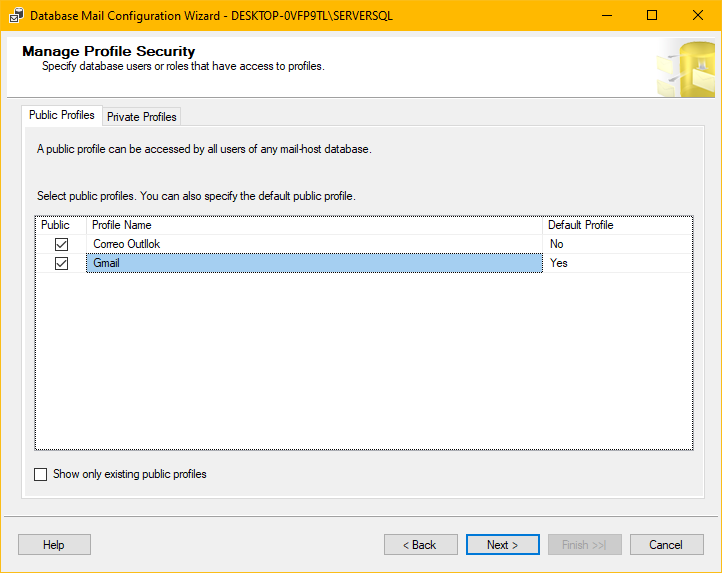 Database Mail Configuration Wizard - DESKTOP-0VFP9TL\SERVERSQL
Manage Profile Security
Specify database users or roles that have access to profiles.
Public Profiles
Private Profiles
A public profile can be accessed by all users of any mail-host database.
Select public profiles. You can also specify the default public profile.
Public Profile Name Default Profile
Correo Outllok No
Gmail Yes
Show only existing public profiles
Help < Back Next > Finish >>| Cancel